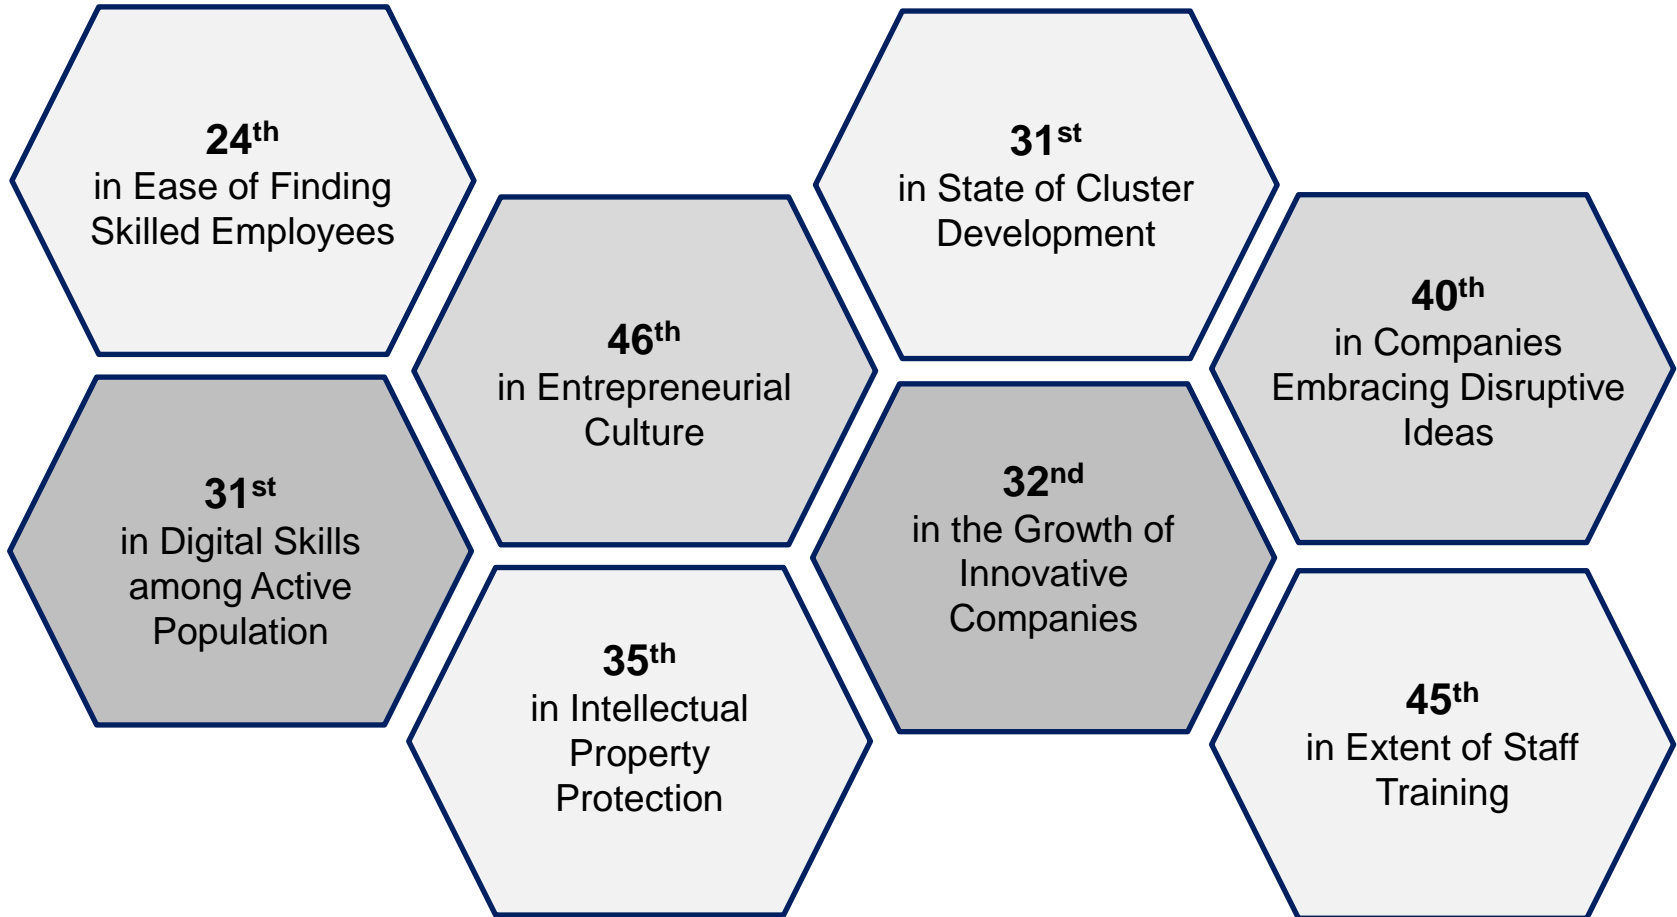 24th
in Ease of Finding
Skilled Employees
31st
in State of Cluster
Development
46th
in Entrepreneurial
Culture
40th
in Companies
Embracing Disruptive
Ideas
31st
in Digital Skills
among Active
Population
32nd
in the Growth of
Innovative
Companies
35th
in Intellectual
Property
Protection
45th
in Extent of Staff
Training